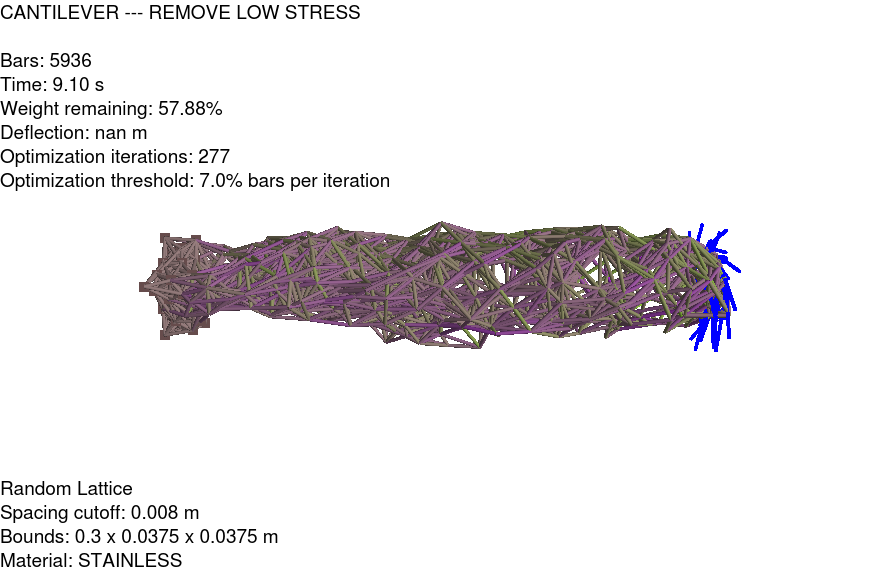 CANTILEVER --- REMOVE LOW STRESS
Bars: 5936
Time: 9.10 s
Weight remaining: 57.88%
Deflection: nan m
Optimization iterations: 277
Optimization threshold: 7.0% bars per iteration
Random Lattice
Spacing cutoff: 0.008 m
Bounds: 0.3 x 0.0375 x 0.0375 m
Material: STAINLESS